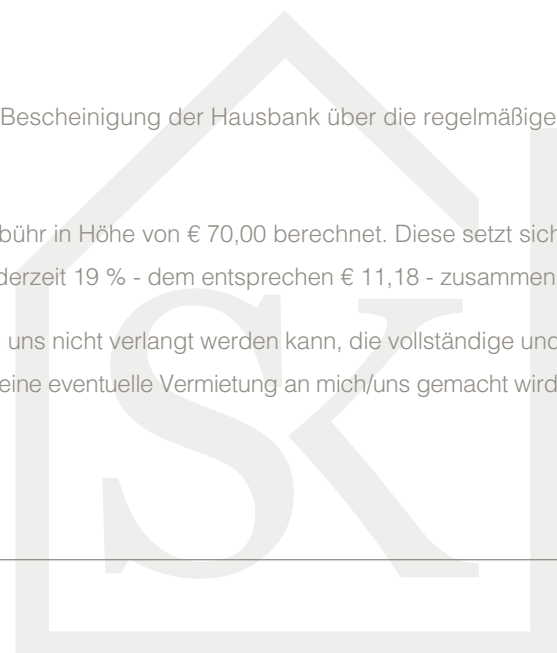 Bescheinigung der Hausbank über die regelmäßige
bühr in Höhe von € 70,00 berechnet. Diese setzt sich
derzeit 19 % - dem entsprechen € 11,18 - zusammen
uns nicht verlangt werden kann, die vollständige und
eine eventuelle Vermietung an mich/uns gemacht wird
SK